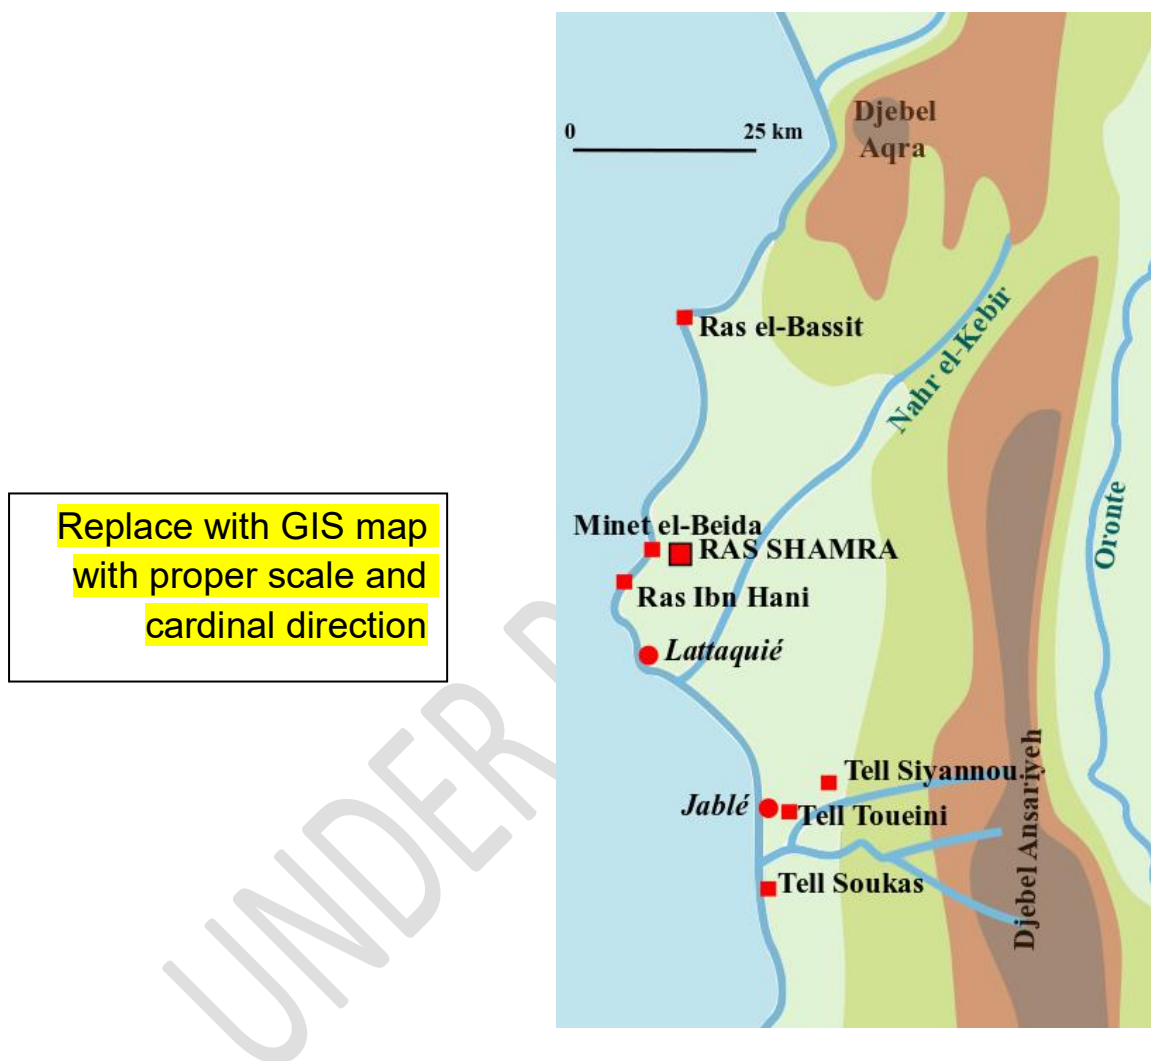 Djebel
Aqra
0 25 km
Ras el-Bassit
Nahr el-Kebir
Oronte
Replace with GIS map
with proper scale and
cardinal direction
Minet el-Beida
RAS SHAMRA
Ras Ibn Hani
Lattaquié
Tell Siyannou
Jablé
Tell Toueini
Djebel Ansariyeh
Tell Soukas
UNDER